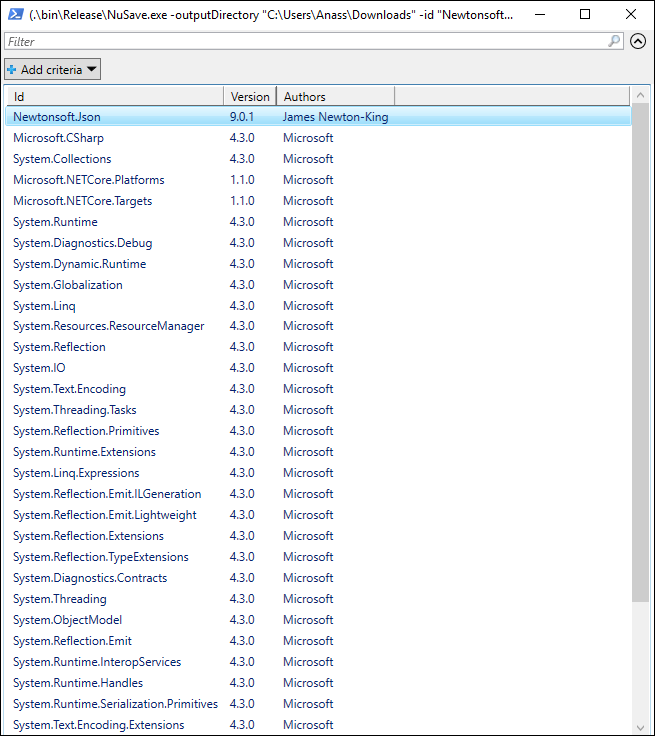 (.\bin\Release/NuSave.exe -outputDirectory "C:\Users\Anass\Downloads" -id "Newtonsoft...
Filter
Add criteria
Id Version Authors
Newtonsoft.Json 9.0.1 James Newton-King
Microsoft.CSharp 4.3.0 Microsoft
System.Collections 4.3.0 Microsoft
Microsoft.NETCore.Platforms 1.1.0 Microsoft
Microsoft.NETCore.Targets 1.1.0 Microsoft
System.Runtime 4.3.0 Microsoft
System.Diagnostics.Debug 4.3.0 Microsoft
System.Dynamic.Runtime 4.3.0 Microsoft
System.Globalization 4.3.0 Microsoft
System.Linq 4.3.0 Microsoft
System.Resources.ResourceManager 4.3.0 Microsoft
System.Reflection 4.3.0 Microsoft
System.IO 4.3.0 Microsoft
System.Text.Encoding 4.3.0 Microsoft
System.Threading.Tasks 4.3.0 Microsoft
System.Reflection.Primitives 4.3.0 Microsoft
System.Runtime.Extensions 4.3.0 Microsoft
System.Linq.Expressions 4.3.0 Microsoft
System.Reflection.Emit.ILGeneration 4.3.0 Microsoft
System.Reflection.Emit.Lightweight 4.3.0 Microsoft
System.Reflection.Extensions 4.3.0 Microsoft
System.Reflection.TypeExtensions 4.3.0 Microsoft
System.Diagnostics.Contracts 4.3.0 Microsoft
System.Threading 4.3.0 Microsoft
System.ObjectModel 4.3.0 Microsoft
System.Reflection.Emit 4.3.0 Microsoft
System.Runtime.InteropServices 4.3.0 Microsoft
System.Runtime.Handles 4.3.0 Microsoft
System.Runtime.Serialization.Primitives 4.3.0 Microsoft
System.Text.Encoding.Extensions 4.3.0 Microsoft